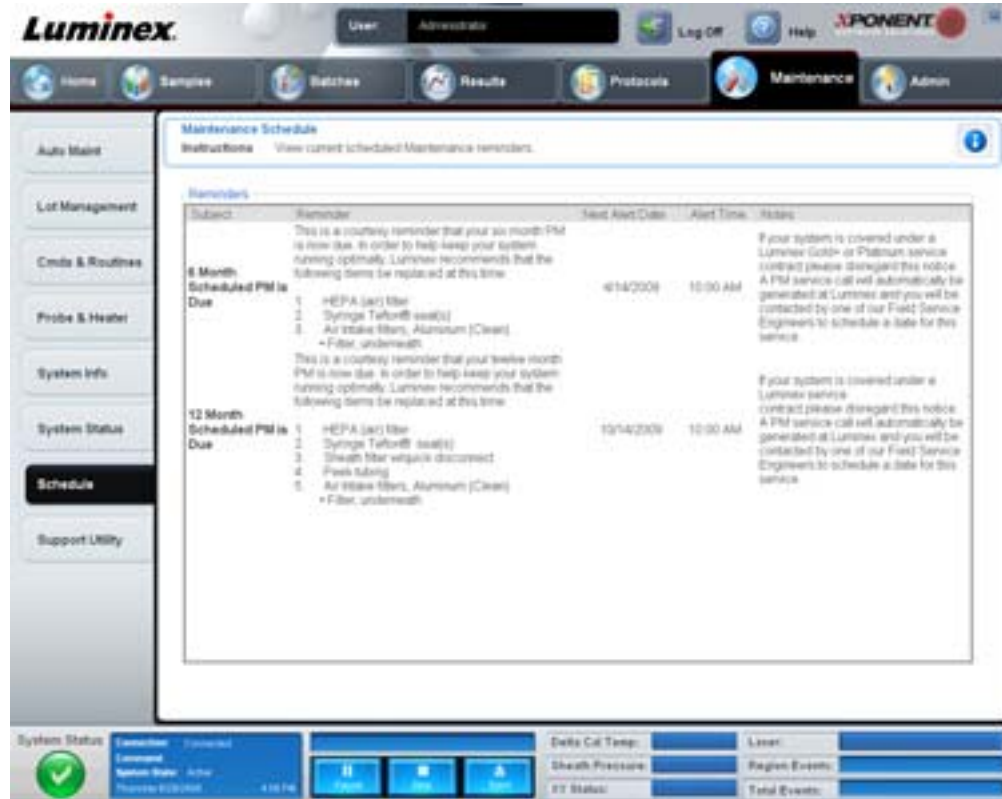 Luminex.
User: Administrator
Log Off
Help
XPONENT
Home
Samples
Batches
Results
Protocols
Maintenance
Admin
Auto Maint
Lot Management
Cmds & Routines
Probe & Heater
System Info
System Status
Schedule
Support Utility
Maintenance Schedule
Instructions View current scheduled Maintenance reminders.
Reminders
Subject Reminder Next Alert Date Alert Time Notes
6 Month
Scheduled PM is
Due
This is a courtesy reminder that your six month PM
is now due. In order to help keep your system
running optimally, Luminex recommends that the
following items be replaced at this time
1. HEPA (air) filter
2. Syringe Teflon® seal(s)
3. Air Intake filters, Aluminum (Clean)
• Filter, underneath
4/14/2009 10:00 AM
If your system is covered under a
Luminex Gold+ or Platinum service
contract please disregard this notice.
A PM service call will automatically be
generated at Luminex and you will be
contacted by one of our Field Service
Engineers to schedule a date for this
service
12 Month
Scheduled PM is
Due
This is a courtesy reminder that your twelve month
PM is now due. In order to help keep your system
running optimally, Luminex recommends that the
following items be replaced at this time
1. HEPA (air) filter
2. Syringe Teflon® seal(s)
3. Sheath filter w/quick disconnect
4. Peek tubing
5. Air Intake filters, Aluminum (Clean)
• Filter, underneath
10/14/2009 10:00 AM
If your system is covered under a
Luminex service
contract please disregard this notice.
A PM service call will automatically be
generated at Luminex and you will be
contacted by one of our Field Service
Engineers to schedule a date for this
service
System Status
Connection: Connected
Command
System State: Active
Thursday
PM
Pause
Stop
Eject
Delta Cal Temp:
Sheath Pressure:
XY Status:
Laser:
Region Events:
Total Events: